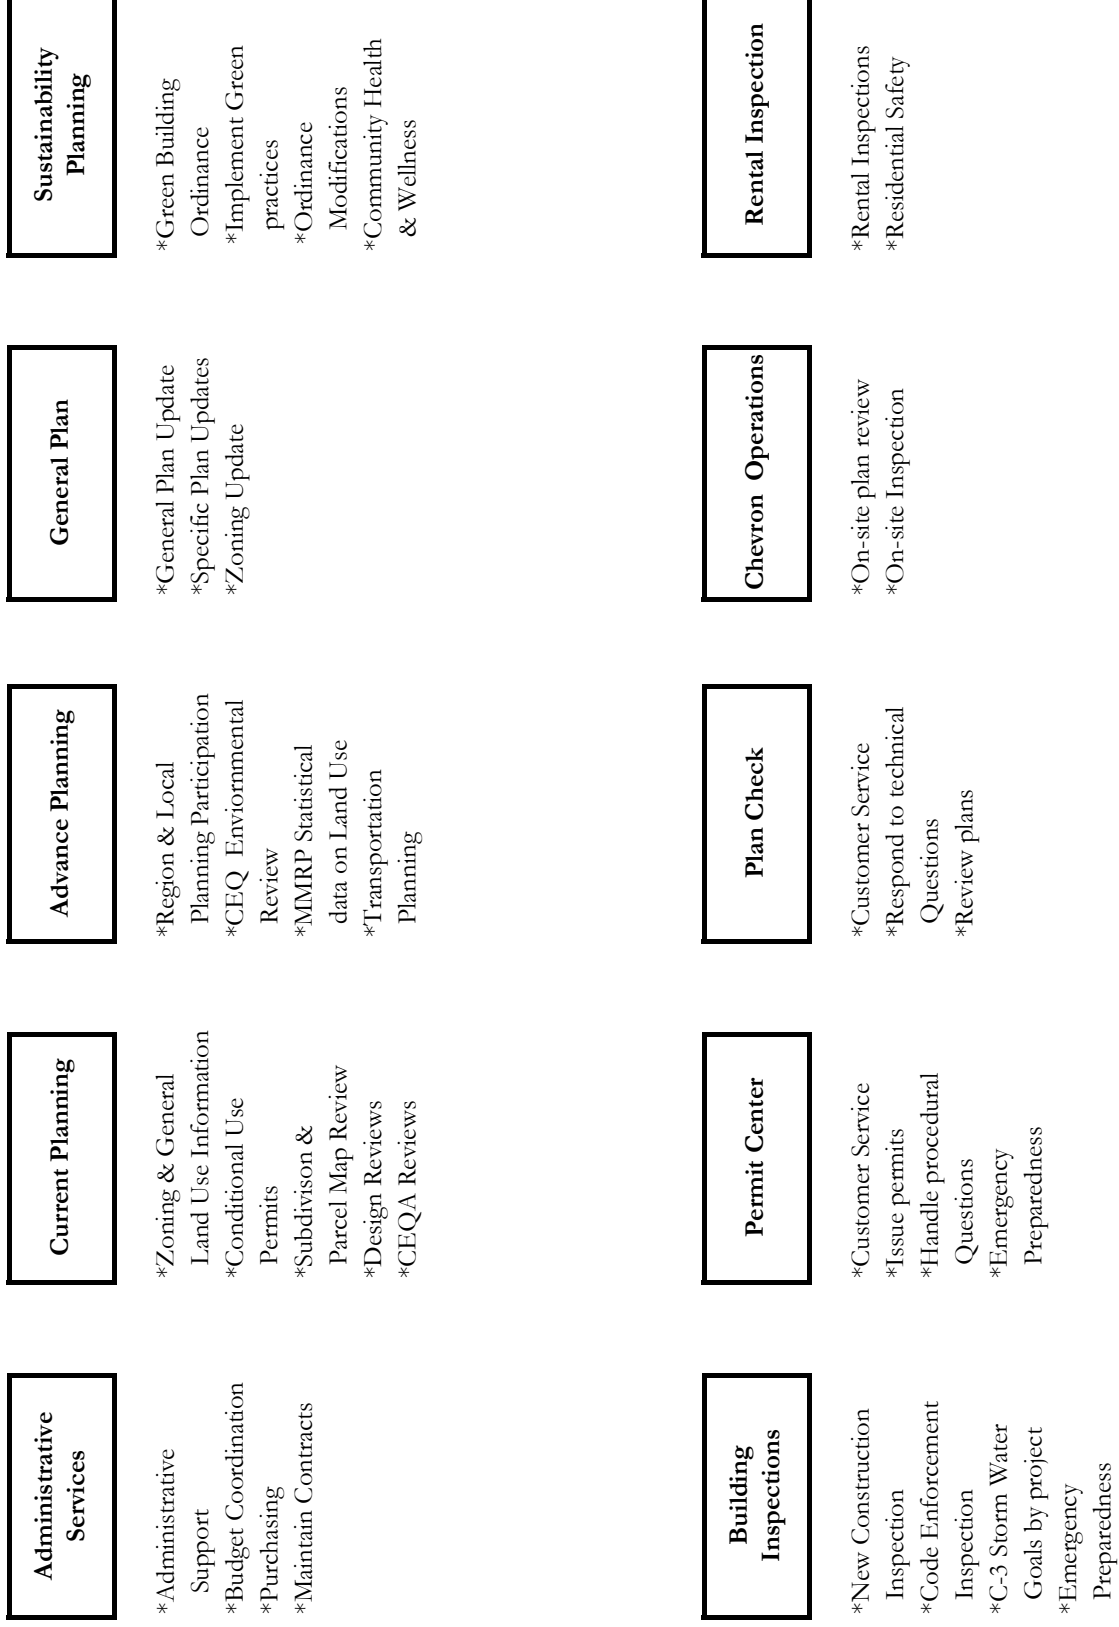 Administrative
Services
*Administrative
Support
*Budget Coordination
*Purchasing
*Maintain Contracts
Current Planning
*Zoning & General
Land Use Information
*Conditional Use
Permits
*Subdivison &
Parcel Map Review
*Design Reviews
*CEQA Reviews
Advance Planning
*Region & Local
Planning Participation
*CEQ Enviornmental
Review
*MMRP Statistical
data on Land Use
*Transportation
Planning
General Plan
*General Plan Update
*Specific Plan Updates
*Zoning Update
Sustainability
Planning
*Green Building
Ordinance
*Implement Green
practices
*Ordinance
Modifications
*Community Health
& Wellness
Building
Inspections
*New Construction
Inspection
*Code Enforcement
Inspection
*C-3 Storm Water
Goals by project
*Emergency
Preparedness
Permit Center
*Customer Service
*Issue permits
*Handle procedural
Questions
*Emergency
Preparedness
Plan Check
*Customer Service
*Respond to technical
Questions
*Review plans
Chevron Operations
*On-site plan review
*On-site Inspection
Rental Inspection
*Rental Inspections
*Residential Safety